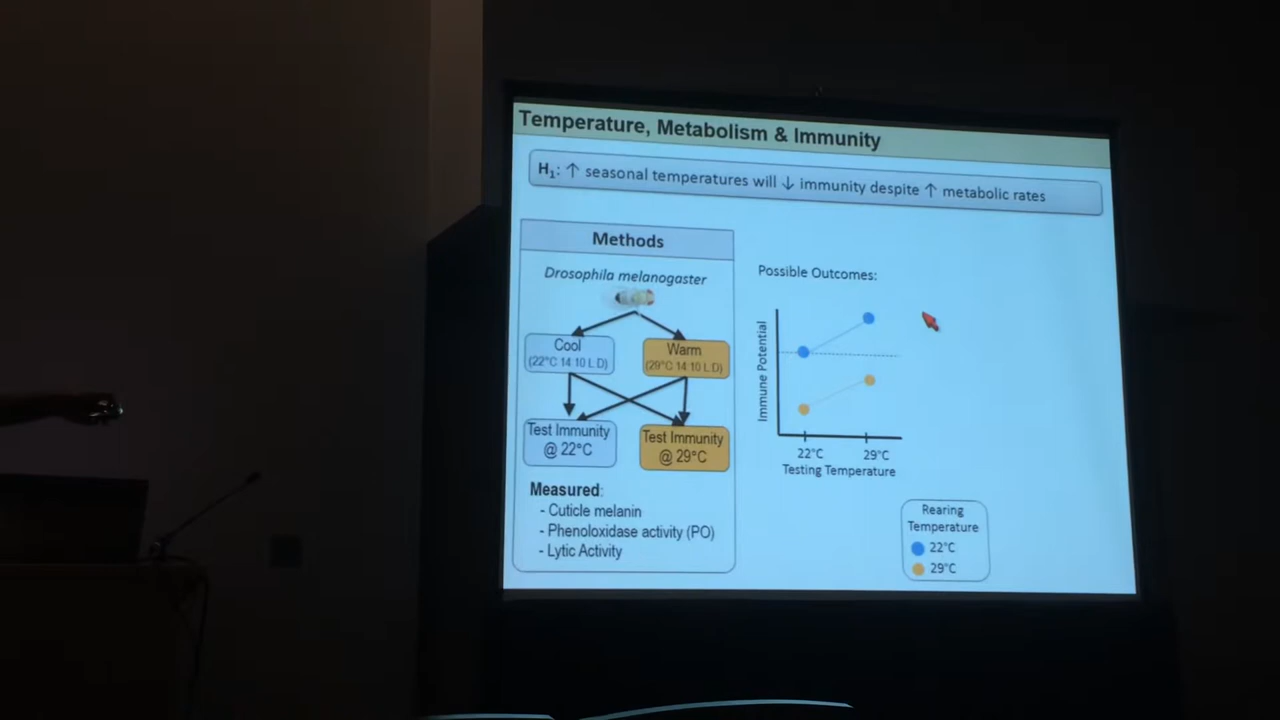 Temperature, Metabolism & Immunity
H₁: ↑ seasonal temperatures will ↓ immunity despite ↑ metabolic rates
Methods
Drosophila melanogaster
Cool
(22°C 14:10 L:D)
Warm
(29°C 14:10 L:D)
Test Immunity
@ 22°C
Test Immunity
@ 29°C
Measured:
- Cuticle melanin
- Phenoloxidase activity (PO)
- Lytic Activity
Possible Outcomes:
Immune Potential
22°C
29°C
Testing Temperature
Rearing
Temperature
22°C
29°C